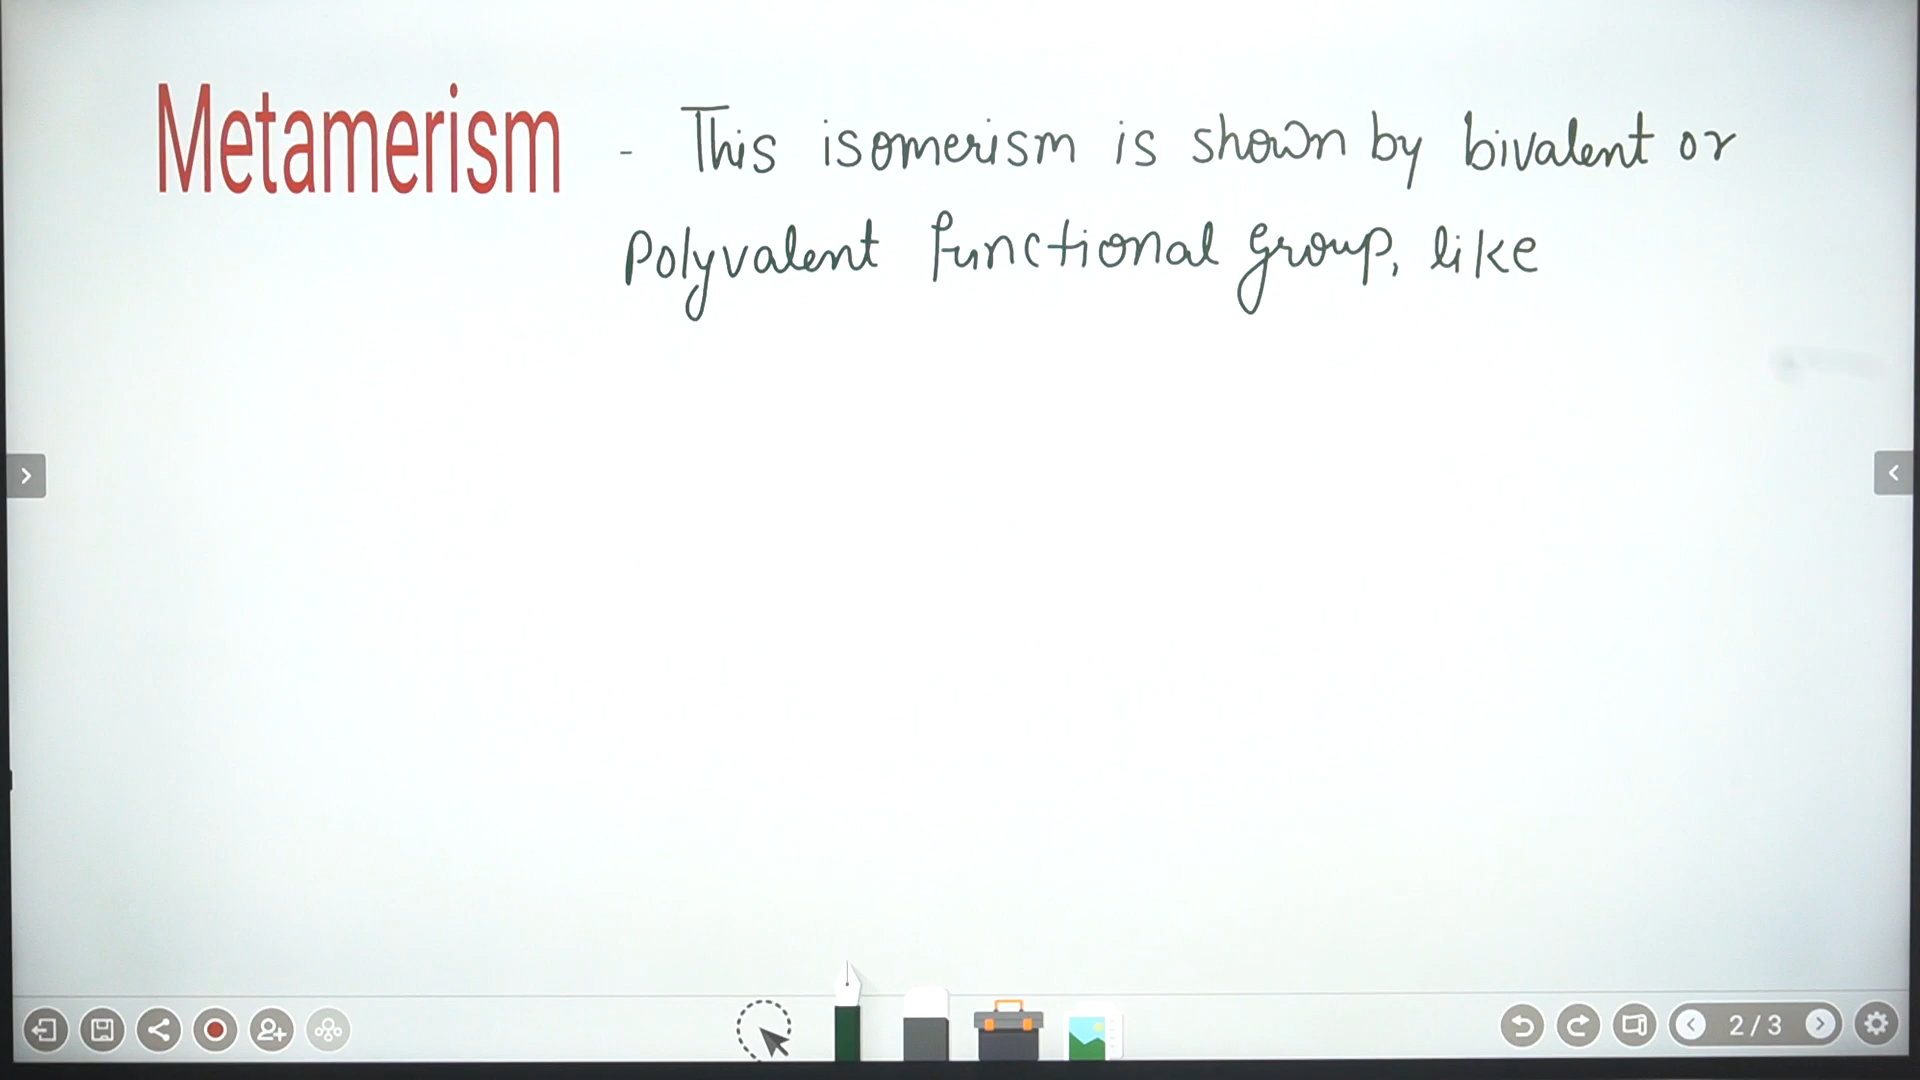 Metamerism - This isomerism is shown by bivalent or
Polyvalent functional group, like
2/3